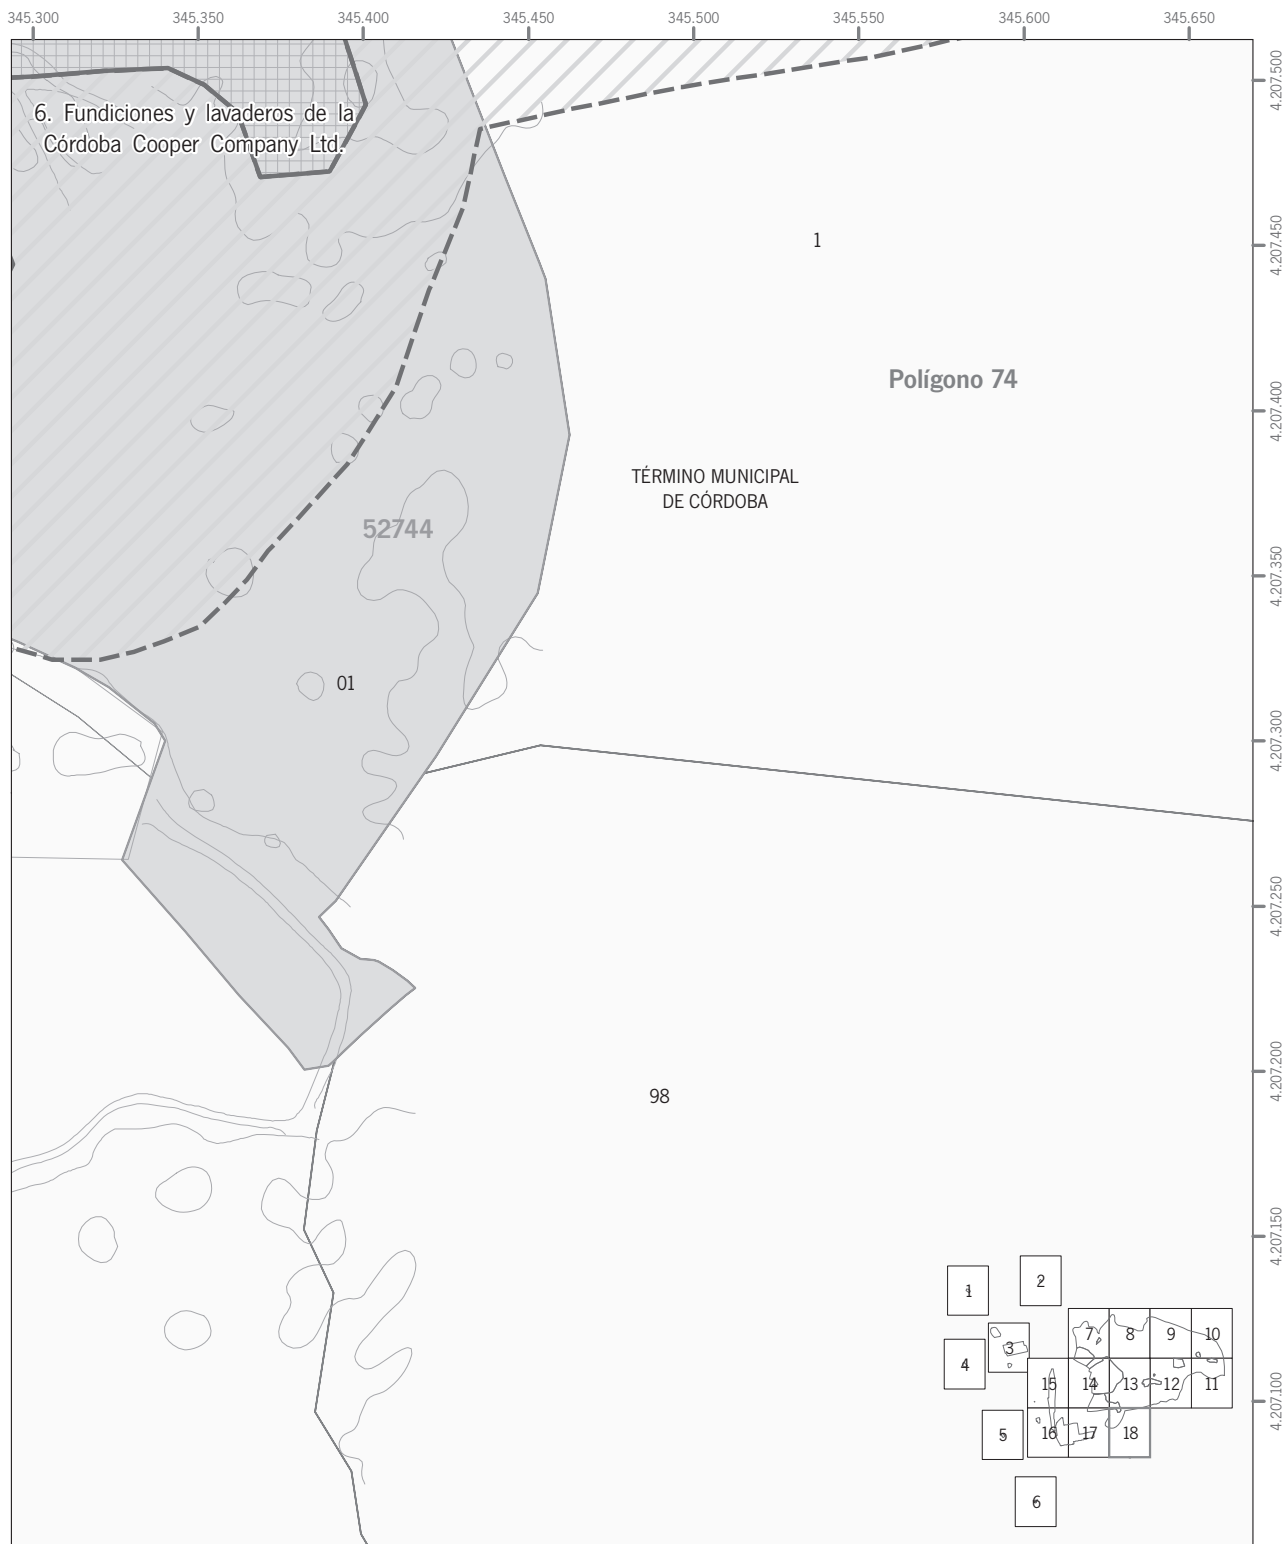 345.300 345.350 345.400 345.450 345.500 345.550 345.600 345.650
4.207.500
6. Fundiciones y lavaderos de la
Córdoba Cooper Company Ltd.
1
4.207.450
Polígono 74
4.207.400
TÉRMINO MUNICIPAL
DE CÓRDOBA
52744
4.207.350
01
4.207.300
4.207.250
4.207.200
98
4.207.150
1
2
3
4
5
6
7 8 9 10
15 14 13 12 11
16 17 18
4.207.100